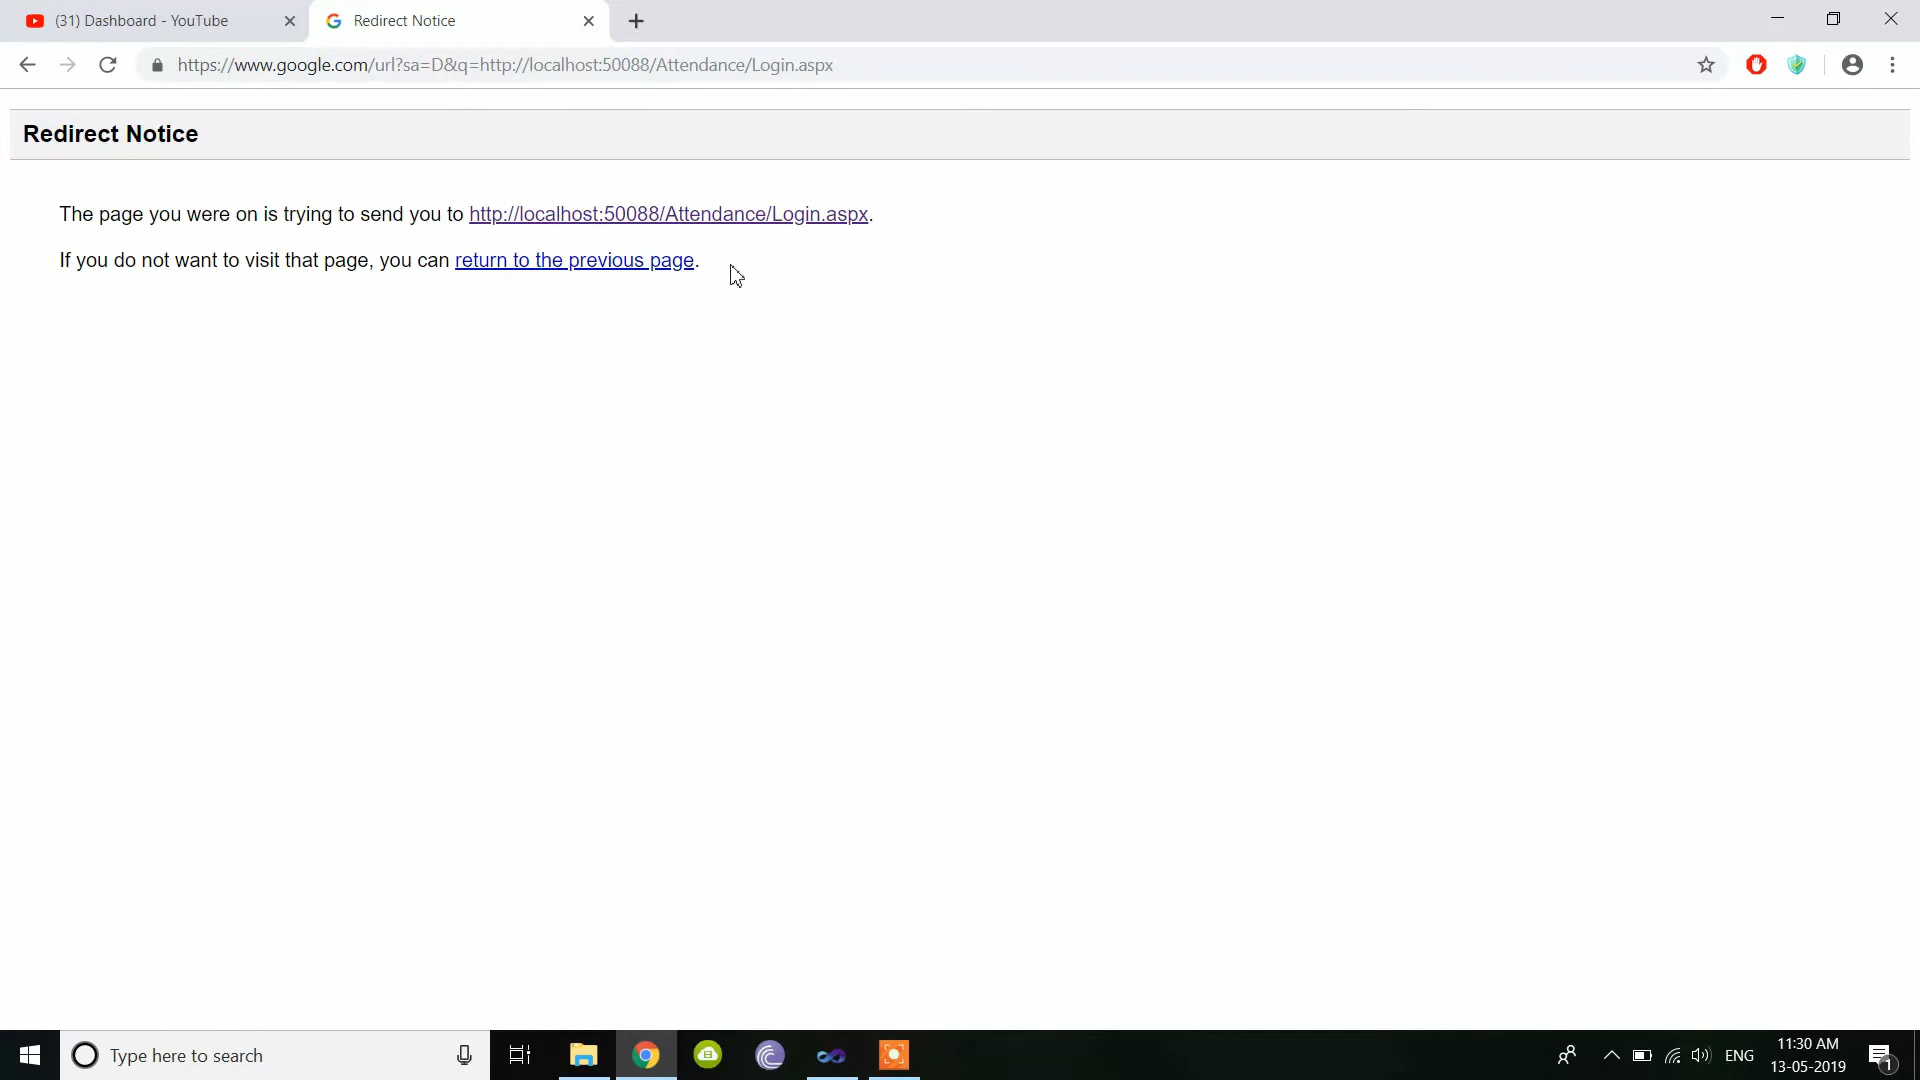 (31) Dashboard - YouTube
Redirect Notice
https://www.google.com/url?sa=D&q=http://localhost:50088/Attendance/Login.aspx
Redirect Notice
The page you were on is trying to send you to http://localhost:50088/Attendance/Login.aspx.
If you do not want to visit that page, you can return to the previous page.
Type here to search
ENG
11:30 AM
13-05-2019
1